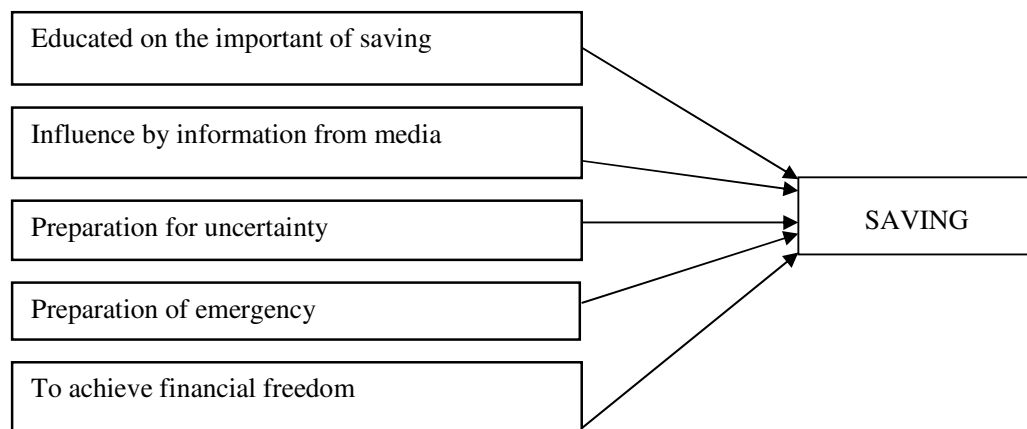 Educated on the important of saving
Influence by information from media
Preparation for uncertainty
SAVING
Preparation of emergency
To achieve financial freedom